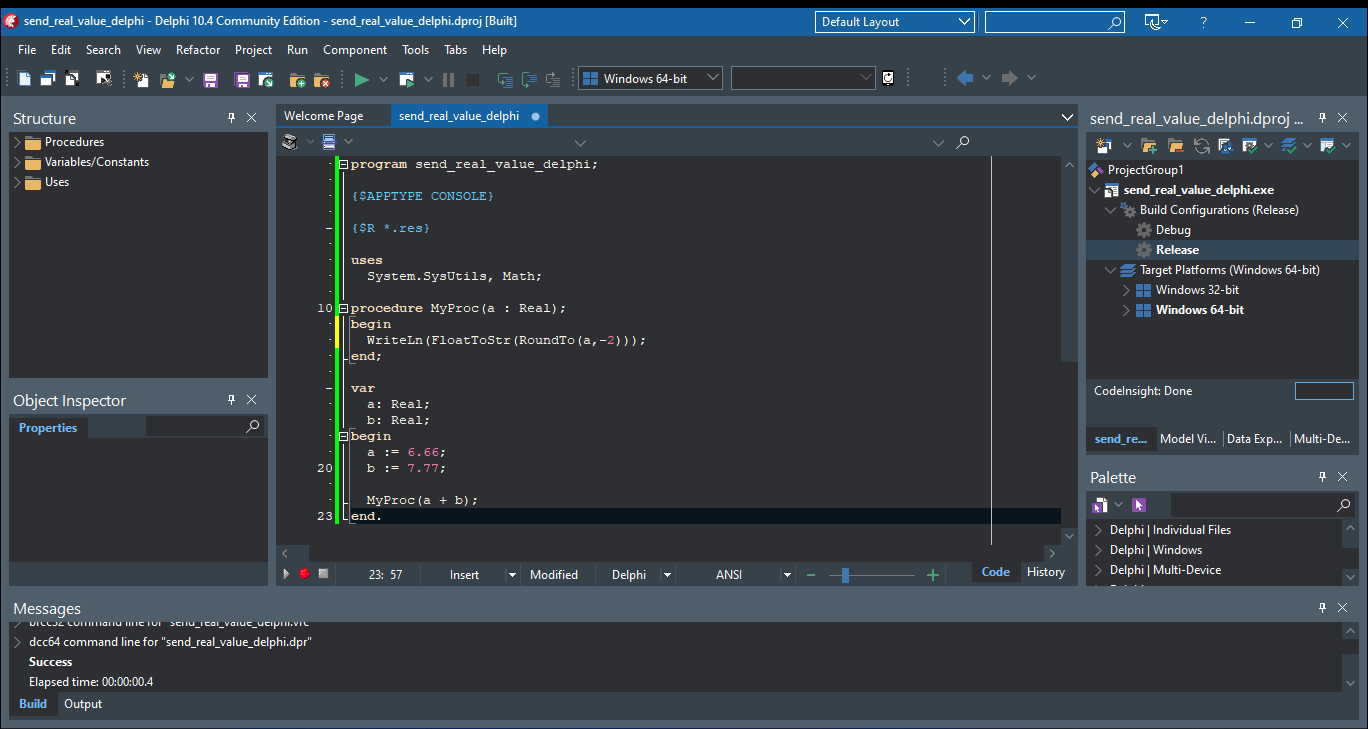 send_real_value_delphi - Delphi 10.4 Community Edition - send_real_value_delphi.dproj [Built]
Default Layout
?
File Edit Search View Refactor Project Run Component Tools Tabs Help
Windows 64-bit
Structure
Procedures
Variables/Constants
Uses
Object Inspector
Properties
Welcome Page
send_real_value_delphi
program send_real_value_delphi;
{$APPTYPE CONSOLE}
{$R *.res}
uses
System.SysUtils, Math;
10 procedure MyProc(a : Real);
begin
WriteLn(FloatToStr(RoundTo(a,-2)));
end;
var
a: Real;
b: Real;
begin
a := 6.66;
20 b := 7.77;
MyProc(a + b);
23 end.
23: 57 Insert Modified Delphi ANSI
Code History
send_real_value_delphi.dproj ...
ProjectGroup1
send_real_value_delphi.exe
Build Configurations (Release)
Debug
Release
Target Platforms (Windows 64-bit)
Windows 32-bit
Windows 64-bit
CodeInsight: Done
send_re... Model Vi... Data Exp... Multi-De...
Palette
Delphi | Individual Files
Delphi | Windows
Delphi | Multi-Device
Messages
brcc32 command line for "send_real_value_delphi.vrc"
dcc64 command line for "send_real_value_delphi.dpr"
Success
Elapsed time: 00:00:00.4
Build Output